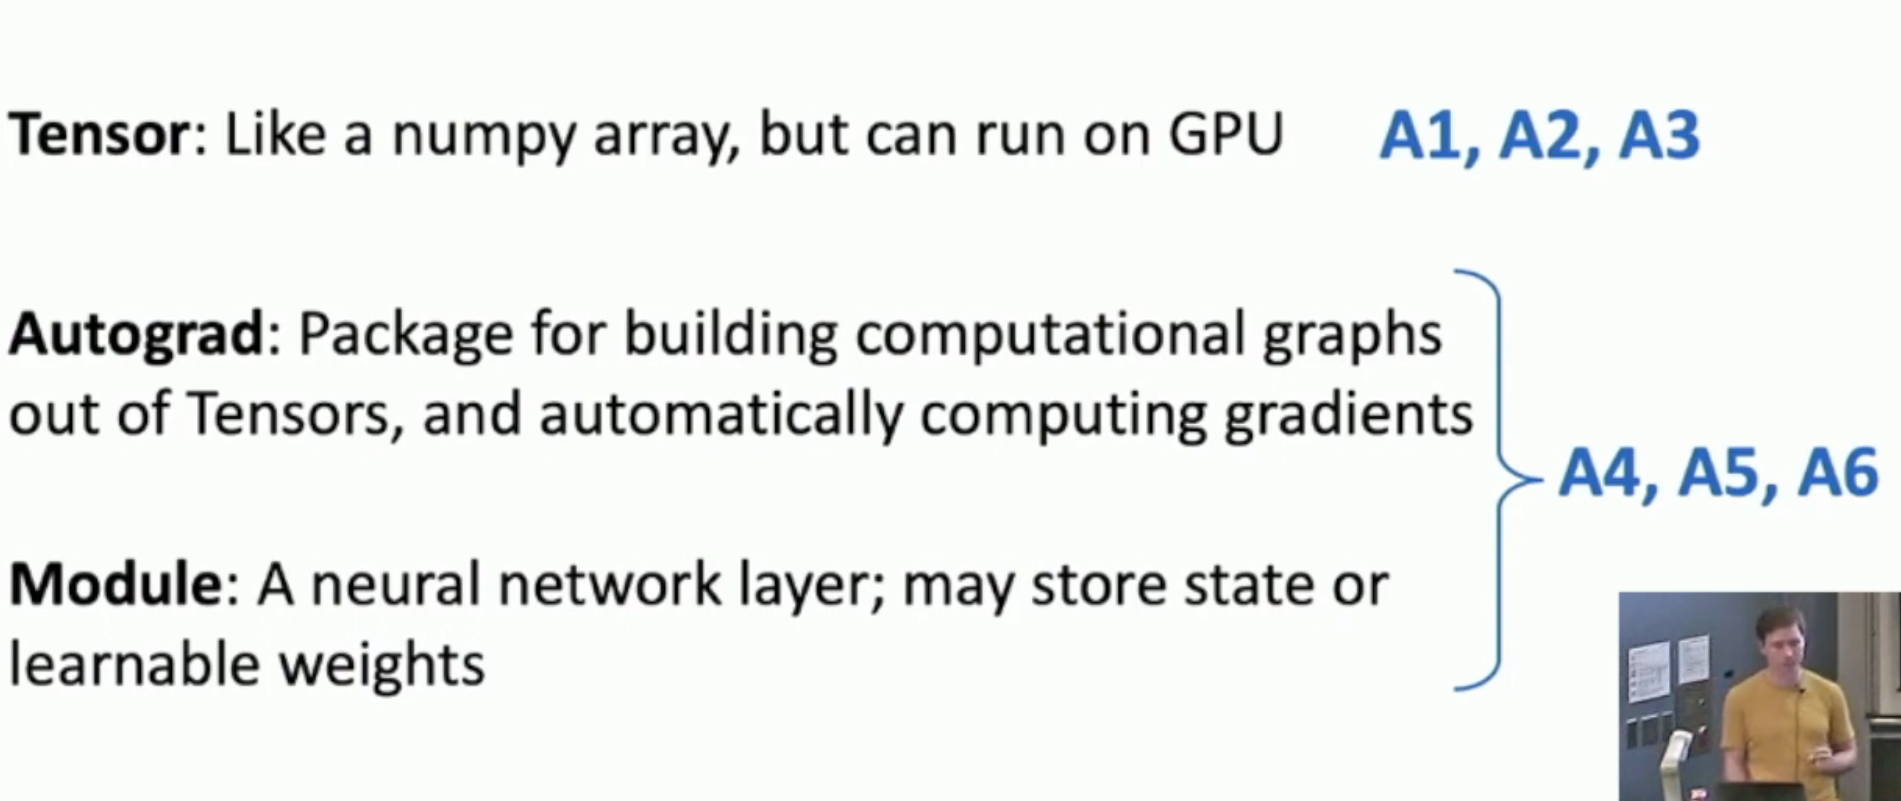 Tensor: Like a numpy array, but can run on GPU A1, A2, A3
Autograd: Package for building computational graphs
out of Tensors, and automatically computing gradients
A4, A5, A6
Module: A neural network layer; may store state or
learnable weights